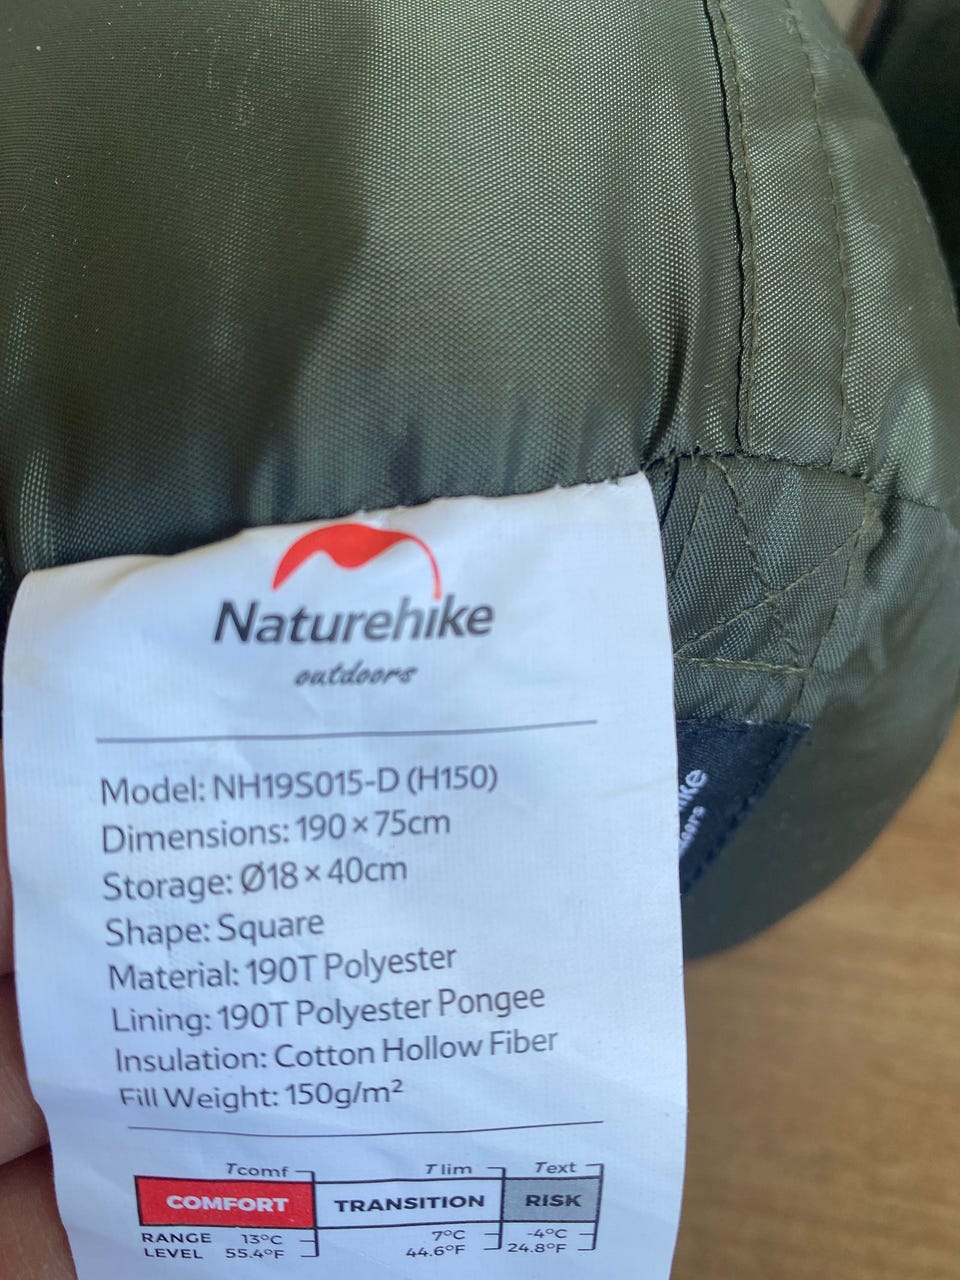 Naturehike
outdoors
Model: NH19S015-D (H150)
Dimensions: 190×75cm
Storage: Ø18×40cm
Shape: Square
Material: 190T Polyester
Lining: 190T Polyester Pongee
Insulation: Cotton Hollow Fiber
Fill Weight: 150g/m²
Tcomf Tlim Text
COMFORT TRANSITION RISK
RANGE 13°C 7°C -4°C
LEVEL 55.4°F 44.6°F 24.8°F